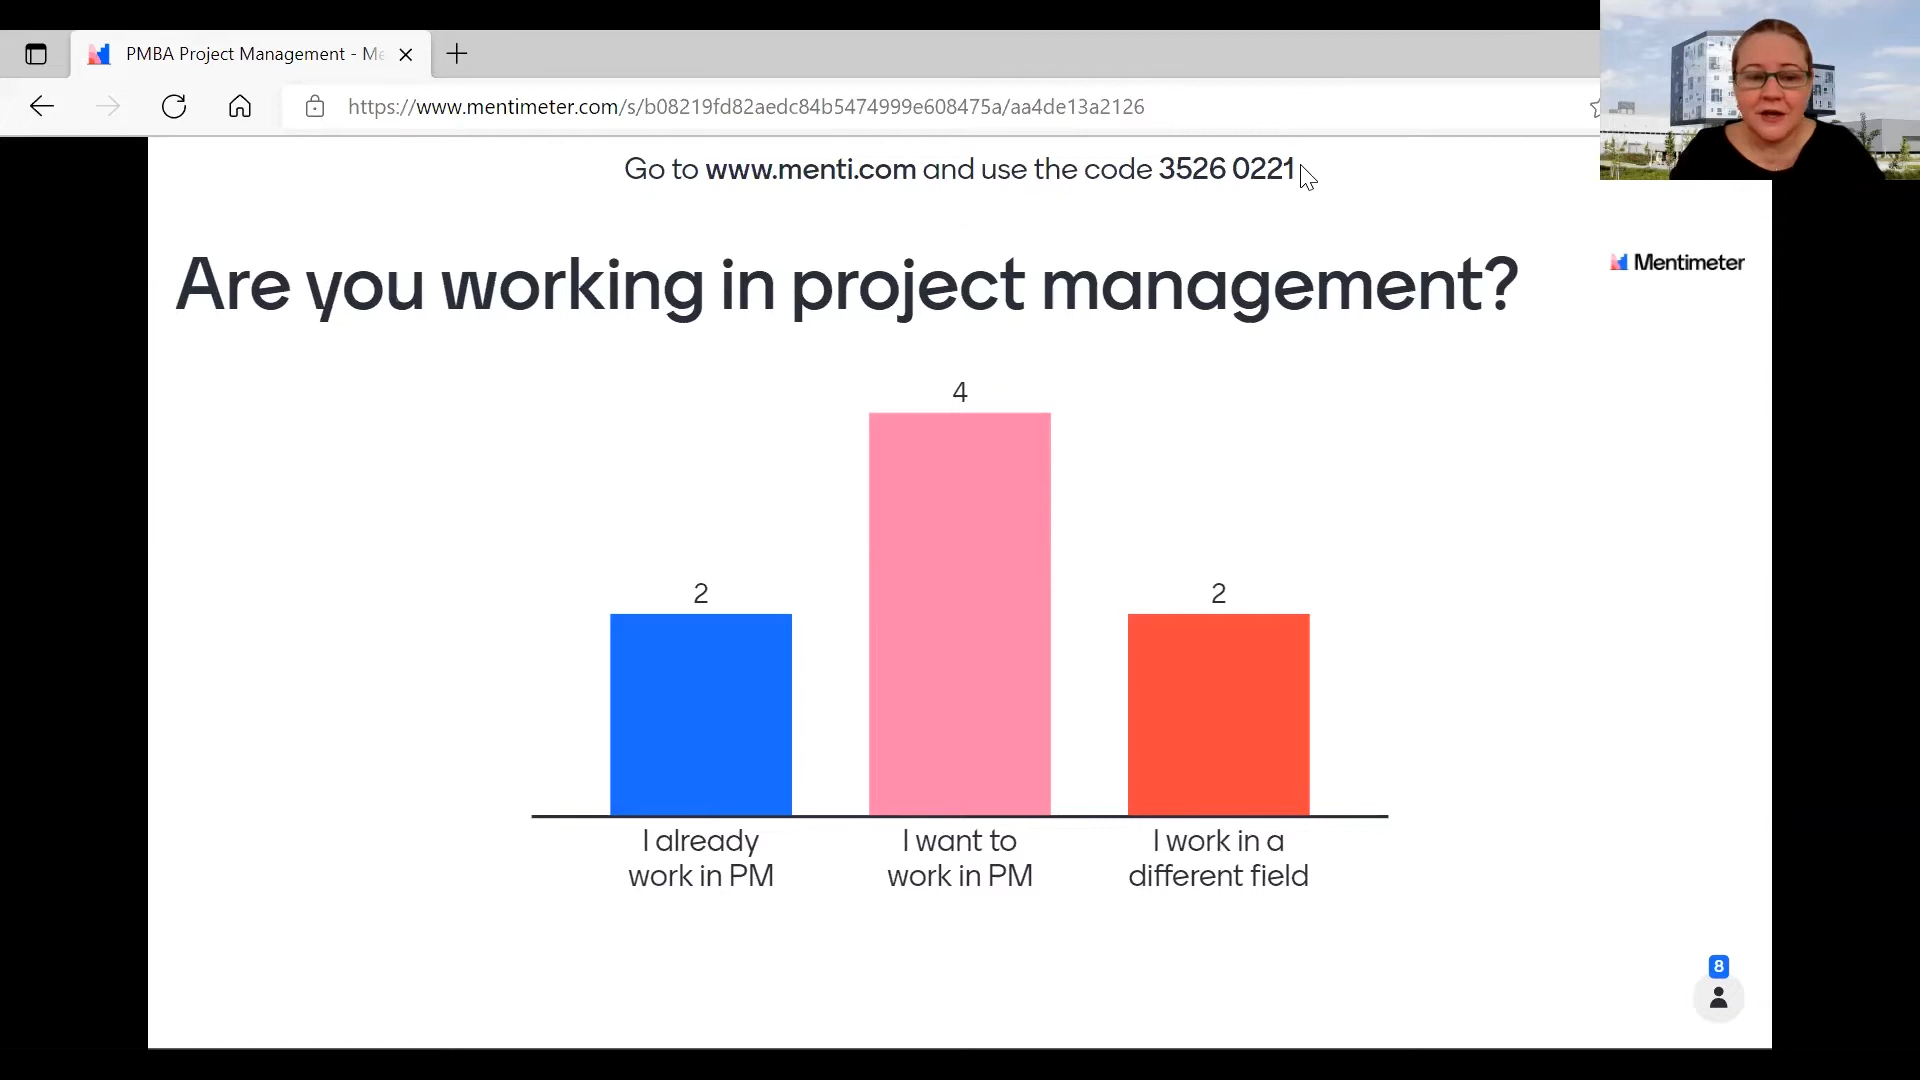 PMBA Project Management - Me
https://www.mentimeter.com/s/b08219fd82aedc84b5474999e608475a/aa4de13a2126
Go to www.menti.com and use the code 3526 0221
Are you working in project management?
Mentimeter
4
2
2
I already
work in PM
I want to
work in PM
I work in a
different field
8